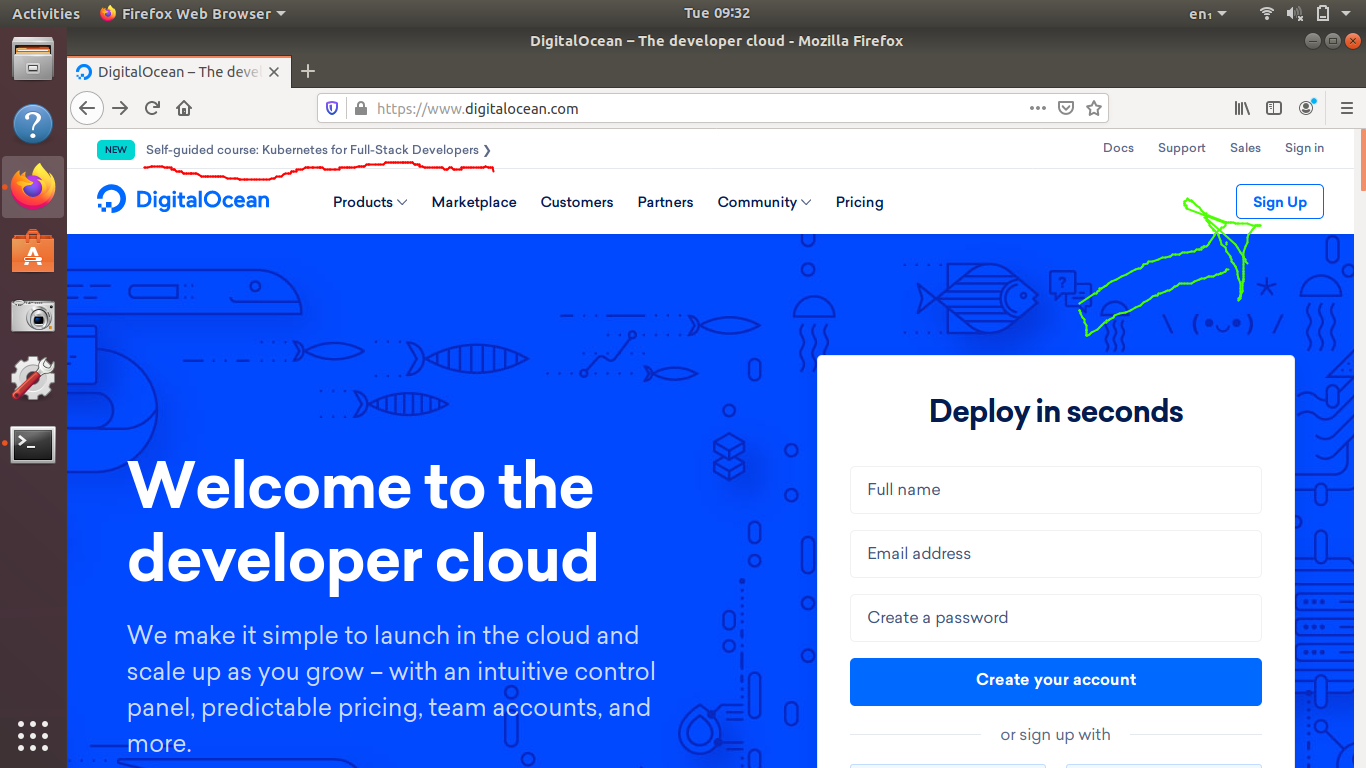 Activities Firefox Web Browser Tue 09:32 en₁
DigitalOcean – The developer cloud - Mozilla Firefox
DigitalOcean – The deve
https://www.digitalocean.com
NEW Self-guided course: Kubernetes for Full-Stack Developers ❯ Docs Support Sales Sign in
DigitalOcean Products Marketplace Customers Partners Community Pricing Sign Up
Welcome to the
developer cloud
We make it simple to launch in the cloud and
scale up as you grow – with an intuitive control
panel, predictable pricing, team accounts, and
more.
Deploy in seconds
Full name
Email address
Create a password
Create your account
or sign up with